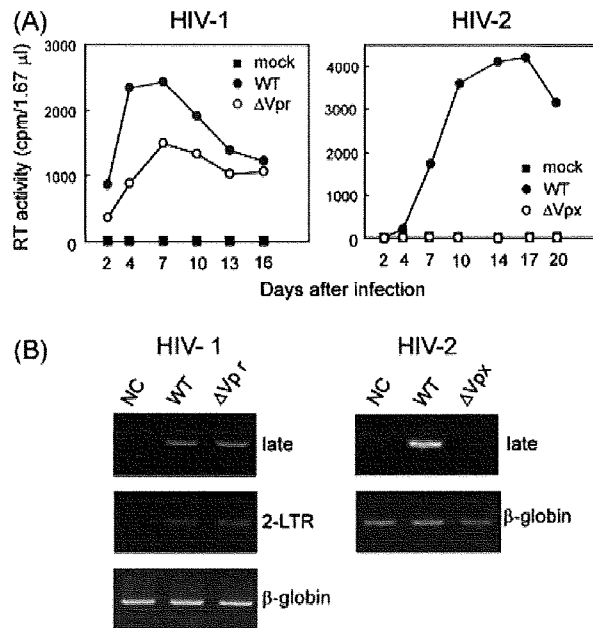 (A)
HIV-1
HIV-2
RT activity (cpm/1.67 µl)
3000
2000
1000
0
mock
WT
ΔVpr
2 4 7 10 13 16
4000
3000
2000
1000
0
mock
WT
ΔVpx
2 4 7 10 14 17 20
Days after infection
(B)
HIV- 1
HIV-2
NC WT ΔVpr
NC WT ΔVpx
late
late
2-LTR
β-globin
β-globin